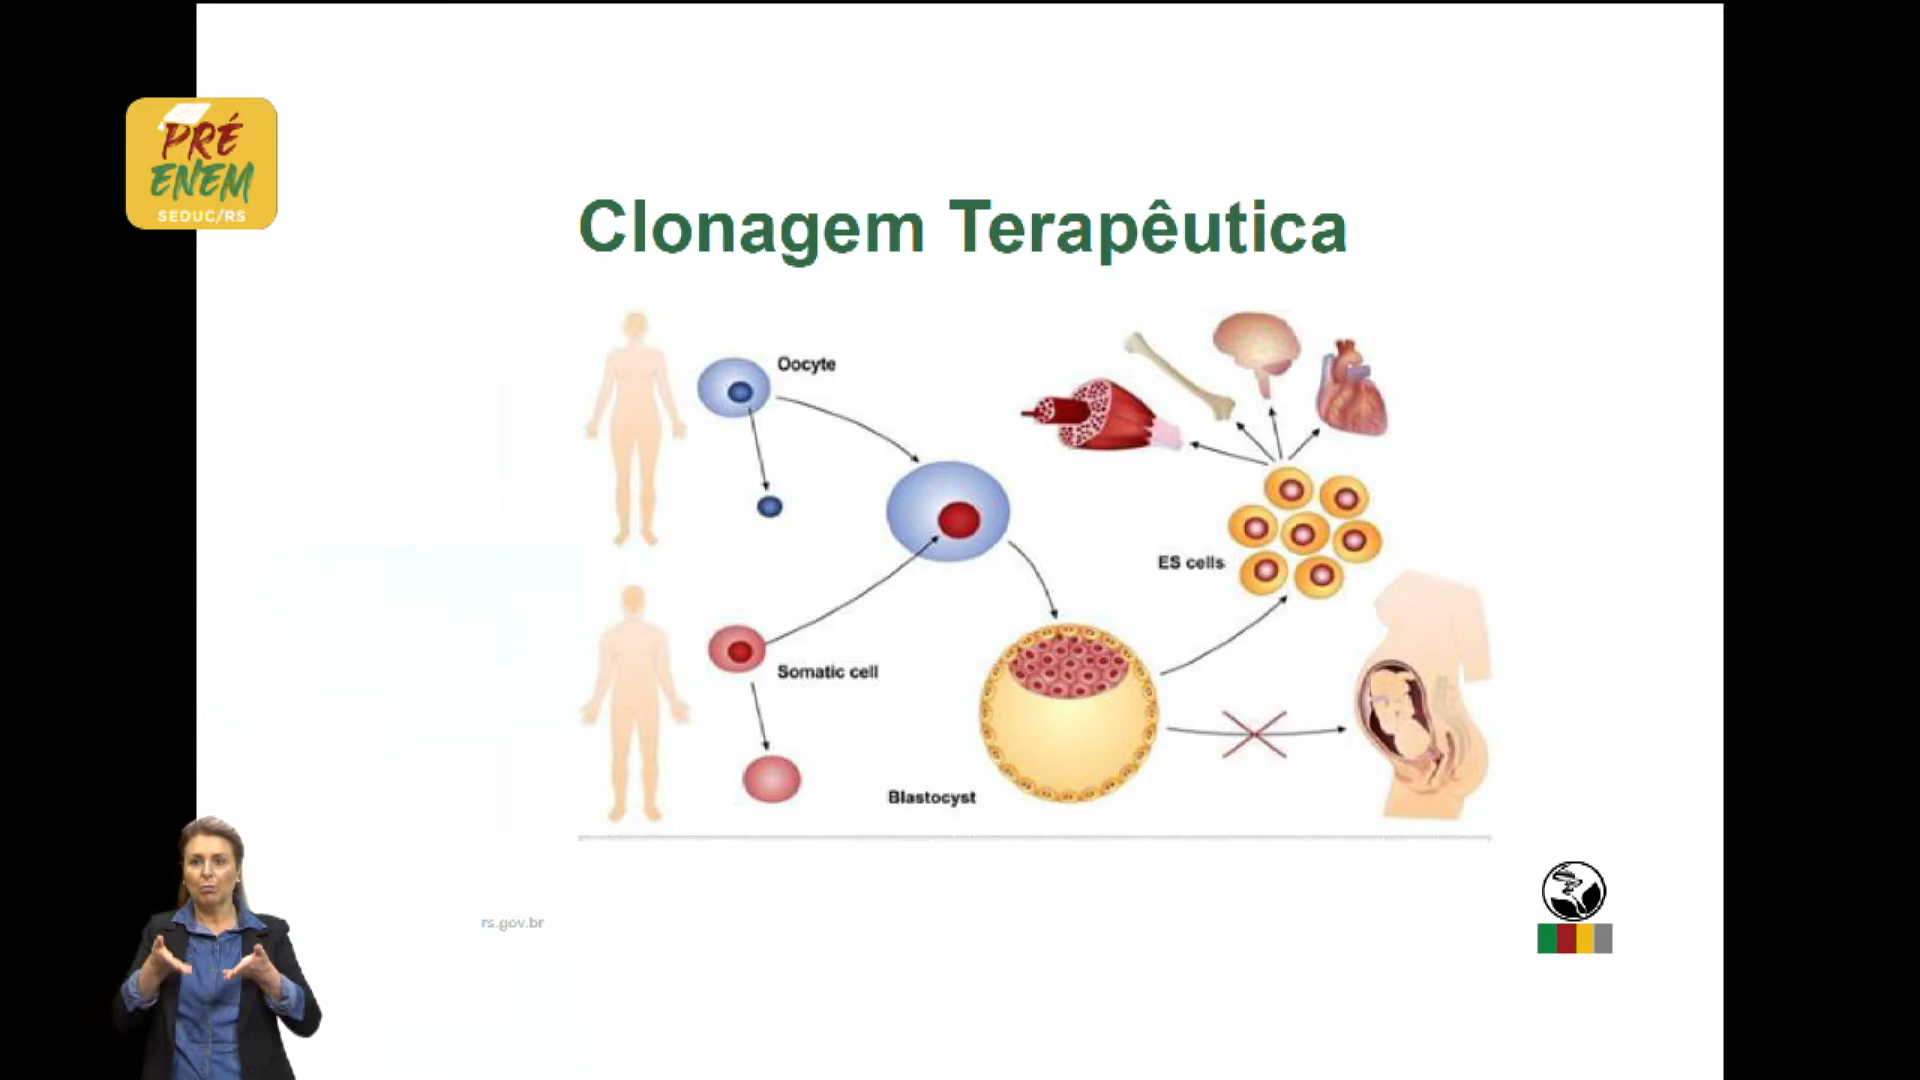 PRÉ
ENEM
SEDUC/RS
Clonagem Terapêutica
Oocyte
ES cells
Somatic cell
Blastocyst
rs.gov.br